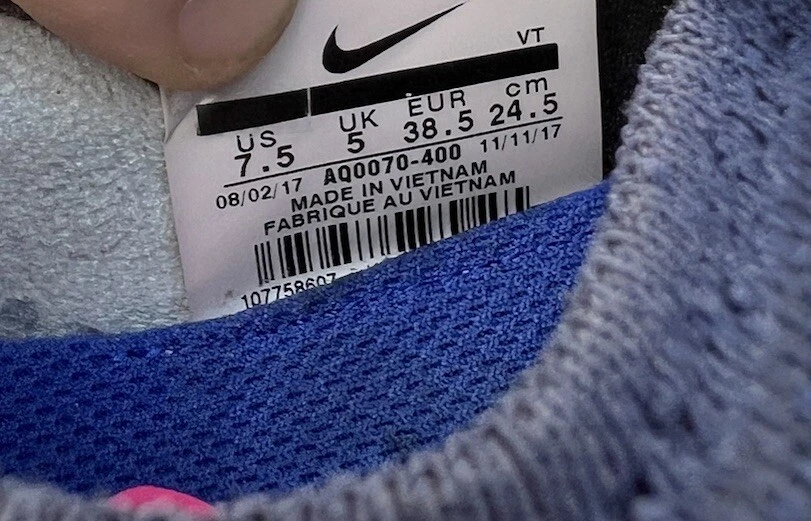 VT
US UK EUR cm
7.5 5 38.5 24.5
08/02/17 AQ0070-400 11/11/17
MADE IN VIETNAM
FABRIQUE AU VIETNAM
107758607